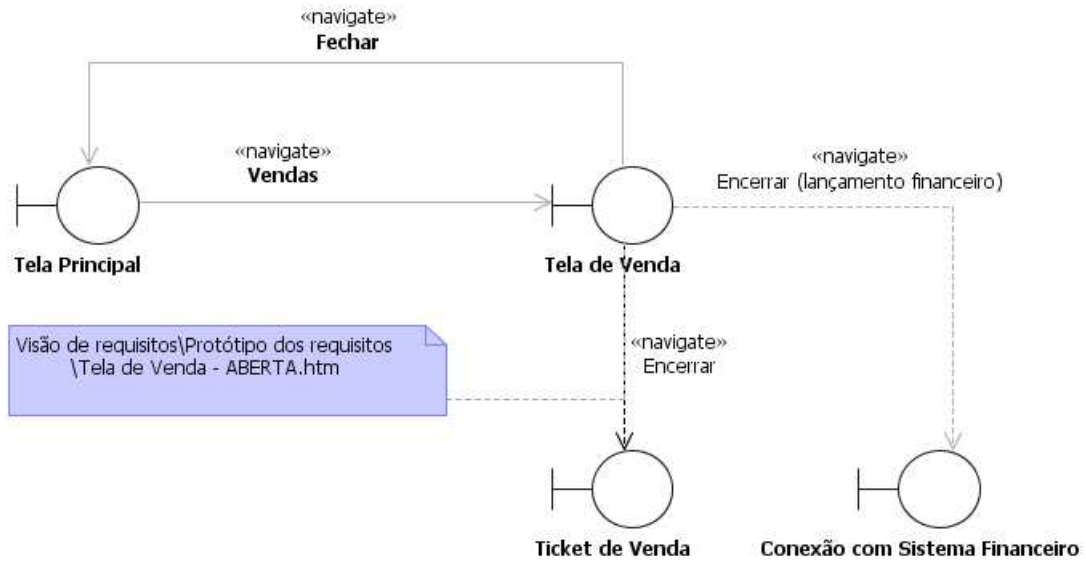 «navigate»
Fechar
«navigate»
Vendas
«navigate»
Encerrar (lançamento financeiro)
Tela Principal
Tela de Venda
Visão de requisitos\Protótipo dos requisitos
\Tela de Venda - ABERTA.htm
«navigate»
Encerrar
Ticket de Venda
Conexão com Sistema Financeiro